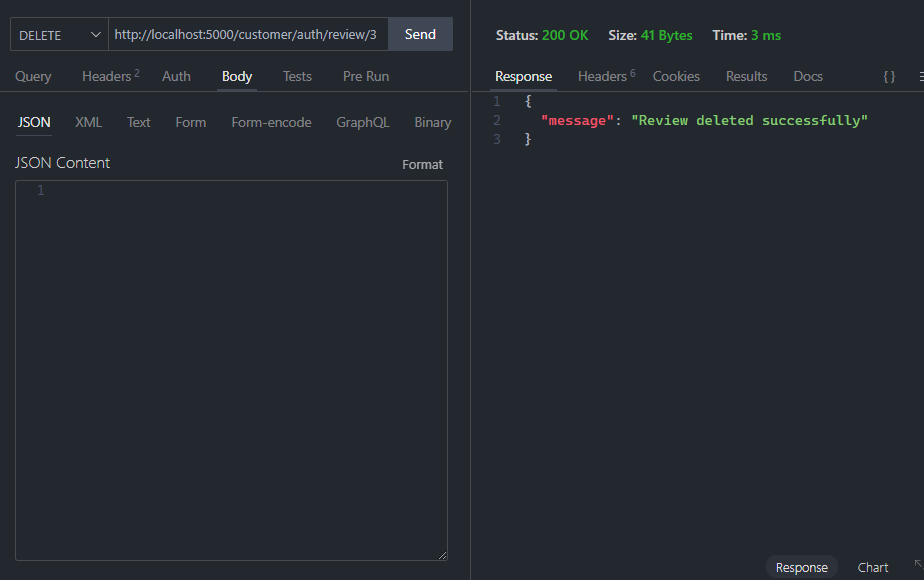 DELETE http://localhost:5000/customer/auth/review/3 Send
Query Headers 2 Auth Body Tests Pre Run
JSON XML Text Form Form-encode GraphQL Binary
JSON Content Format
1
Status: 200 OK Size: 41 Bytes Time: 3 ms
Response Headers 6 Cookies Results Docs { }
1 {
2 "message": "Review deleted successfully"
3 }
Response Chart